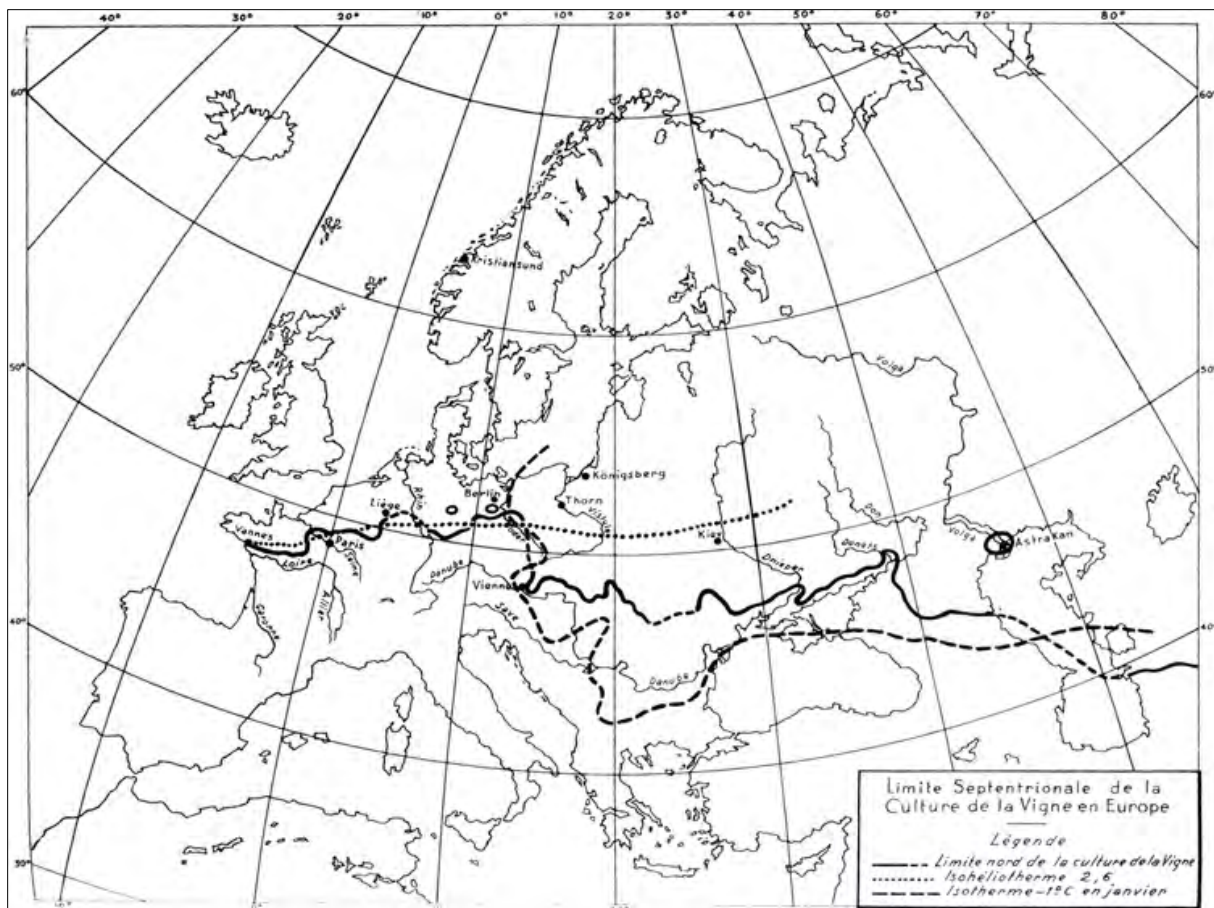 40° 30° 20° 10° 0° 10° 20° 30° 40° 50° 60° 70° 80°
60°
60°
50°
50°
40°
40°
30°
Kristiansund
Volga
Königsberg
Berlin
Thorn
Vistule
Rhin
Liège
Oder
Kiev
Don
Donets
Volga
Astrakan
Vannes
Paris
Seine
Loire
Danube
Vienne
Dnieper
Allier
Garonne
Save
Danube
Limite Septentrionale de la
Culture de la Vigne en Europe
Légende
Limite nord de la culture de la Vigne
Isohéliotherme 2,6
Isotherme -1° C en janvier